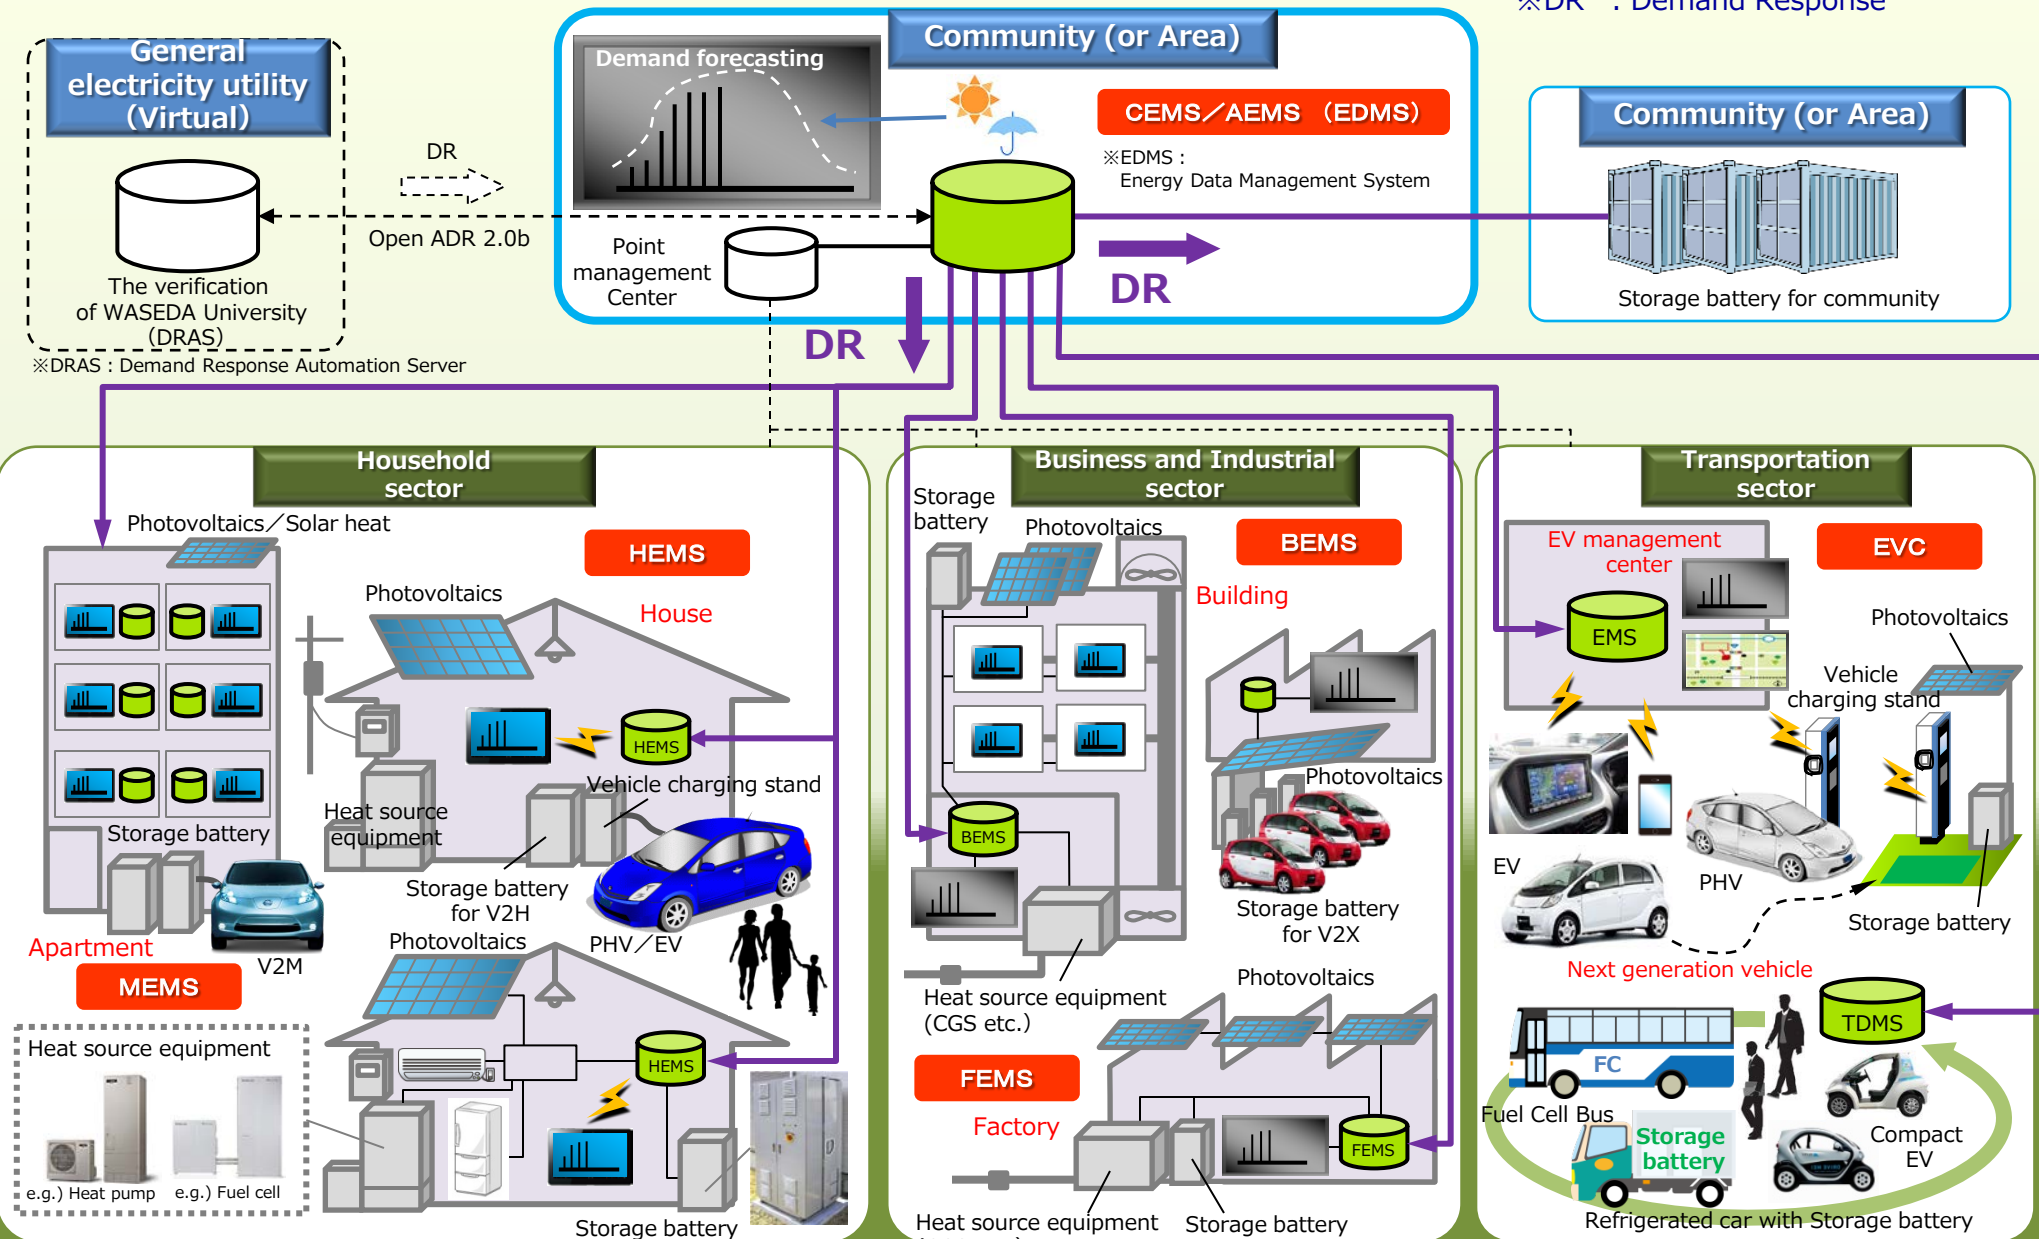 ※DR : Demand Response
General
electricity utility
(Virtual)
Community (or Area)
Demand forecasting
CEMS／AEMS （EDMS）
※EDMS :
Energy Data Management System
Community (or Area)
DR
Open ADR 2.0b
The verification
of WASEDA University
(DRAS)
※DRAS : Demand Response Automation Server
Point
management
Center
DR
DR
Storage battery for community
Household
sector
Photovoltaics／Solar heat
HEMS
Photovoltaics
House
HEMS
Vehicle charging stand
Heat source
equipment
Storage battery
Storage battery
for V2H
PHV／EV
Apartment
V2M
MEMS
Photovoltaics
HEMS
Heat source equipment
e.g.) Heat pump
e.g.) Fuel cell
Storage battery
Business and Industrial
sector
Storage
battery
Photovoltaics
BEMS
Building
Photovoltaics
BEMS
Storage battery
for V2X
Heat source equipment
(CGS etc.)
Photovoltaics
FEMS
Factory
FEMS
Heat source equipment
Storage battery
Transportation
sector
EV management
center
EVC
EMS
Photovoltaics
Vehicle
charging stand
EV
PHV
Storage battery
Next generation vehicle
TDMS
FC
Fuel Cell Bus
Storage
battery
Compact
EV
Refrigerated car with Storage battery